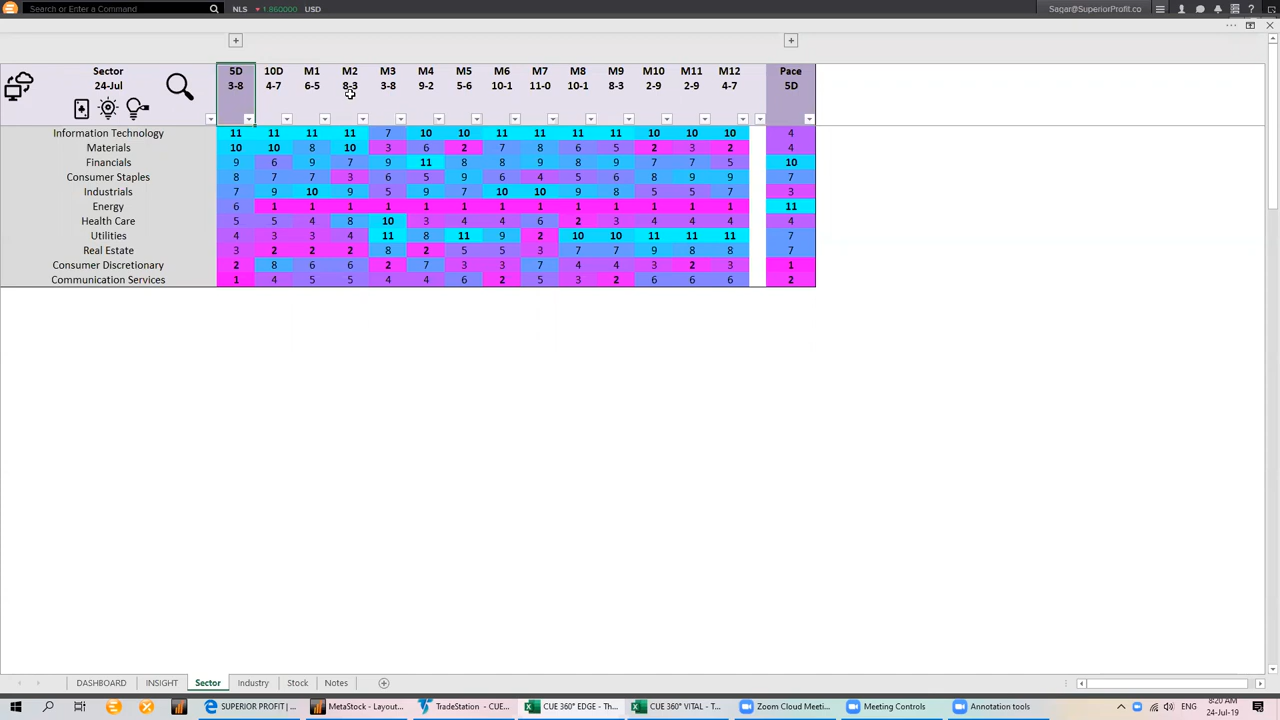 Search or Enter a Command NLS 1.860000 USD Sagar@SuperiorProfit.co
Sector 5D 10D M1 M2 M3 M4 M5 M6 M7 M8 M9 M10 M11 M12 Pace
24-Jul 3-8 4-7 6-5 8-3 3-8 9-2 5-6 10-1 11-0 10-1 8-3 2-9 2-9 4-7 5D
Information Technology 11 11 11 11 7 10 10 11 11 11 11 10 10 10 4
Materials 10 10 8 10 3 6 2 7 8 6 5 2 3 2 4
Financials 9 6 9 7 9 11 8 8 9 8 9 7 7 5 10
Consumer Staples 8 7 7 3 6 5 9 6 4 5 6 8 9 9 7
Industrials 7 9 10 9 5 9 7 10 10 9 8 5 5 7 3
Energy 6 1 1 1 1 1 1 1 1 1 1 1 1 1 11
Health Care 5 5 4 8 10 3 4 4 6 2 3 4 4 4 4
Utilities 4 3 3 4 11 8 11 9 2 10 10 11 11 11 7
Real Estate 3 2 2 2 8 2 5 5 3 7 7 9 8 8 7
Consumer Discretionary 2 8 6 6 2 7 3 3 7 4 4 3 2 3 1
Communication Services 1 4 5 5 4 4 6 2 5 3 2 6 6 6 2
DASHBOARD INSIGHT Sector Industry Stock Notes
SUPERIOR PROFIT |... MetaStock - Layout... TradeStation - CUE... CUE 360° EDGE - Th... CUE 360° VITAL - T... Zoom Cloud Meeti... Meeting Controls Annotation tools ENG 8:20 AM
24-Jul-19